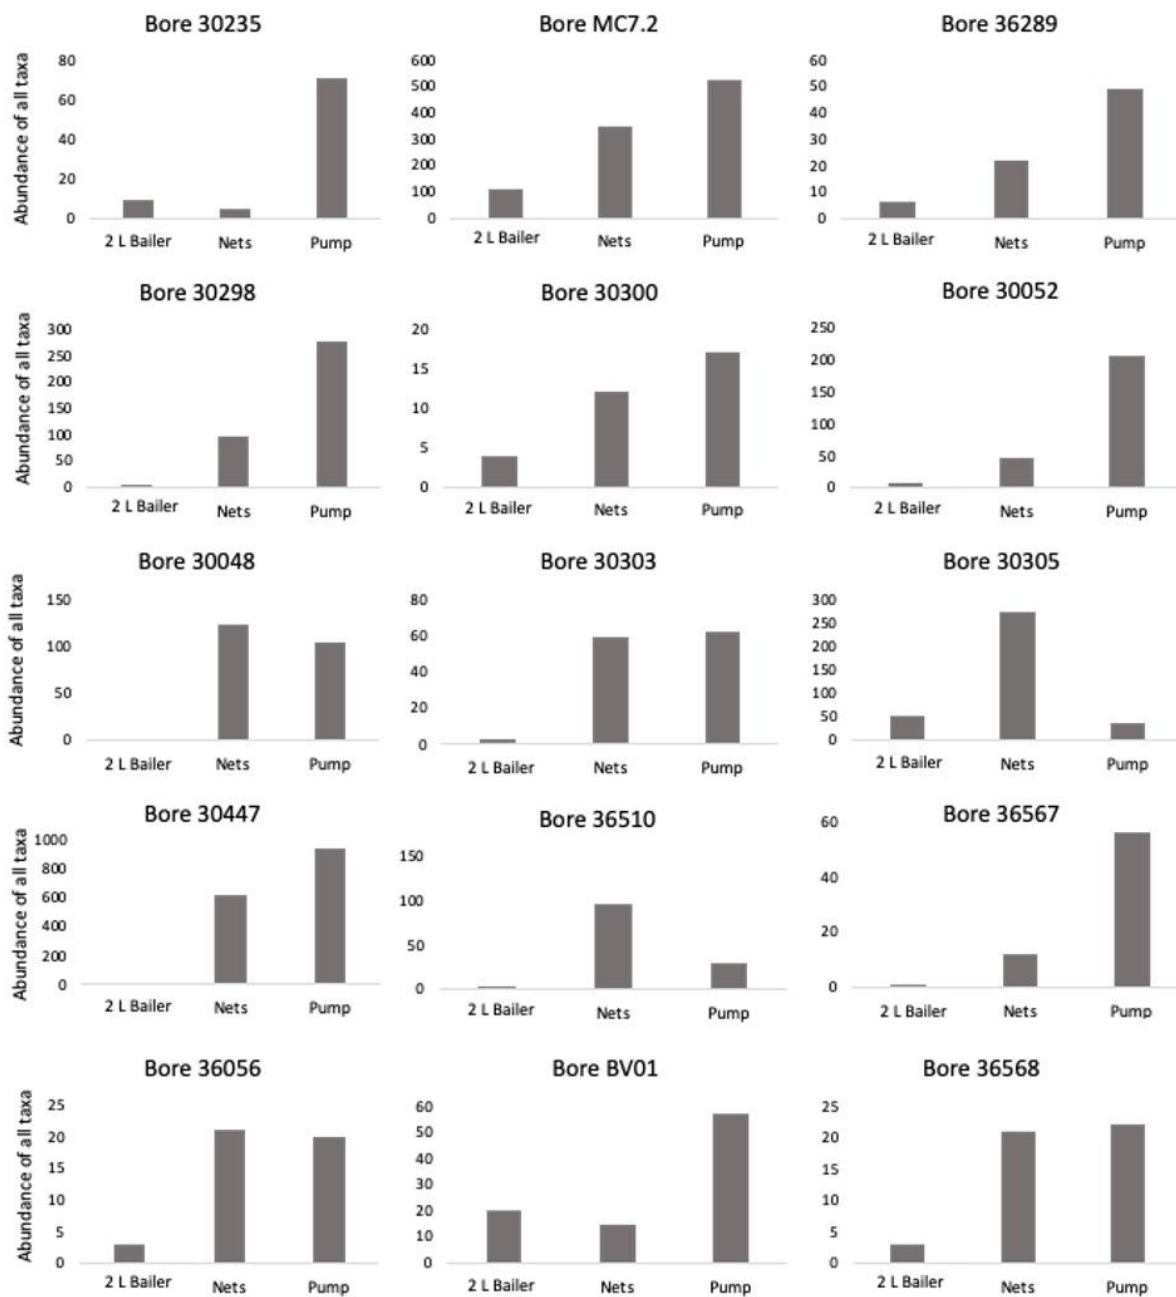 Bore 30235
Abundance of all taxa
80
60
40
20
0
2 L Bailer
Nets
Pump
Bore MC7.2
600
500
400
300
200
100
0
2 L Bailer
Nets
Pump
Bore 36289
60
50
40
30
20
10
0
2 L Bailer
Nets
Pump
Bore 30298
Abundance of all taxa
300
250
200
150
100
50
0
2 L Bailer
Nets
Pump
Bore 30300
20
15
10
5
0
2 L Bailer
Nets
Pump
Bore 30052
250
200
150
100
50
0
2 L Bailer
Nets
Pump
Bore 30048
Abundance of all taxa
150
100
50
0
2 L Bailer
Nets
Pump
Bore 30303
80
60
40
20
0
2 L Bailer
Nets
Pump
Bore 30305
300
250
200
150
100
50
0
2 L Bailer
Nets
Pump
Bore 30447
Abundance of all taxa
1000
800
600
400
200
0
2 L Bailer
Nets
Pump
Bore 36510
150
100
50
0
2 L Bailer
Nets
Pump
Bore 36567
60
40
20
0
2 L Bailer
Nets
Pump
Bore 36056
Abundance of all taxa
25
20
15
10
5
0
2 L Bailer
Nets
Pump
Bore BV01
60
50
40
30
20
10
0
2 L Bailer
Nets
Pump
Bore 36568
25
20
15
10
5
0
2 L Bailer
Nets
Pump